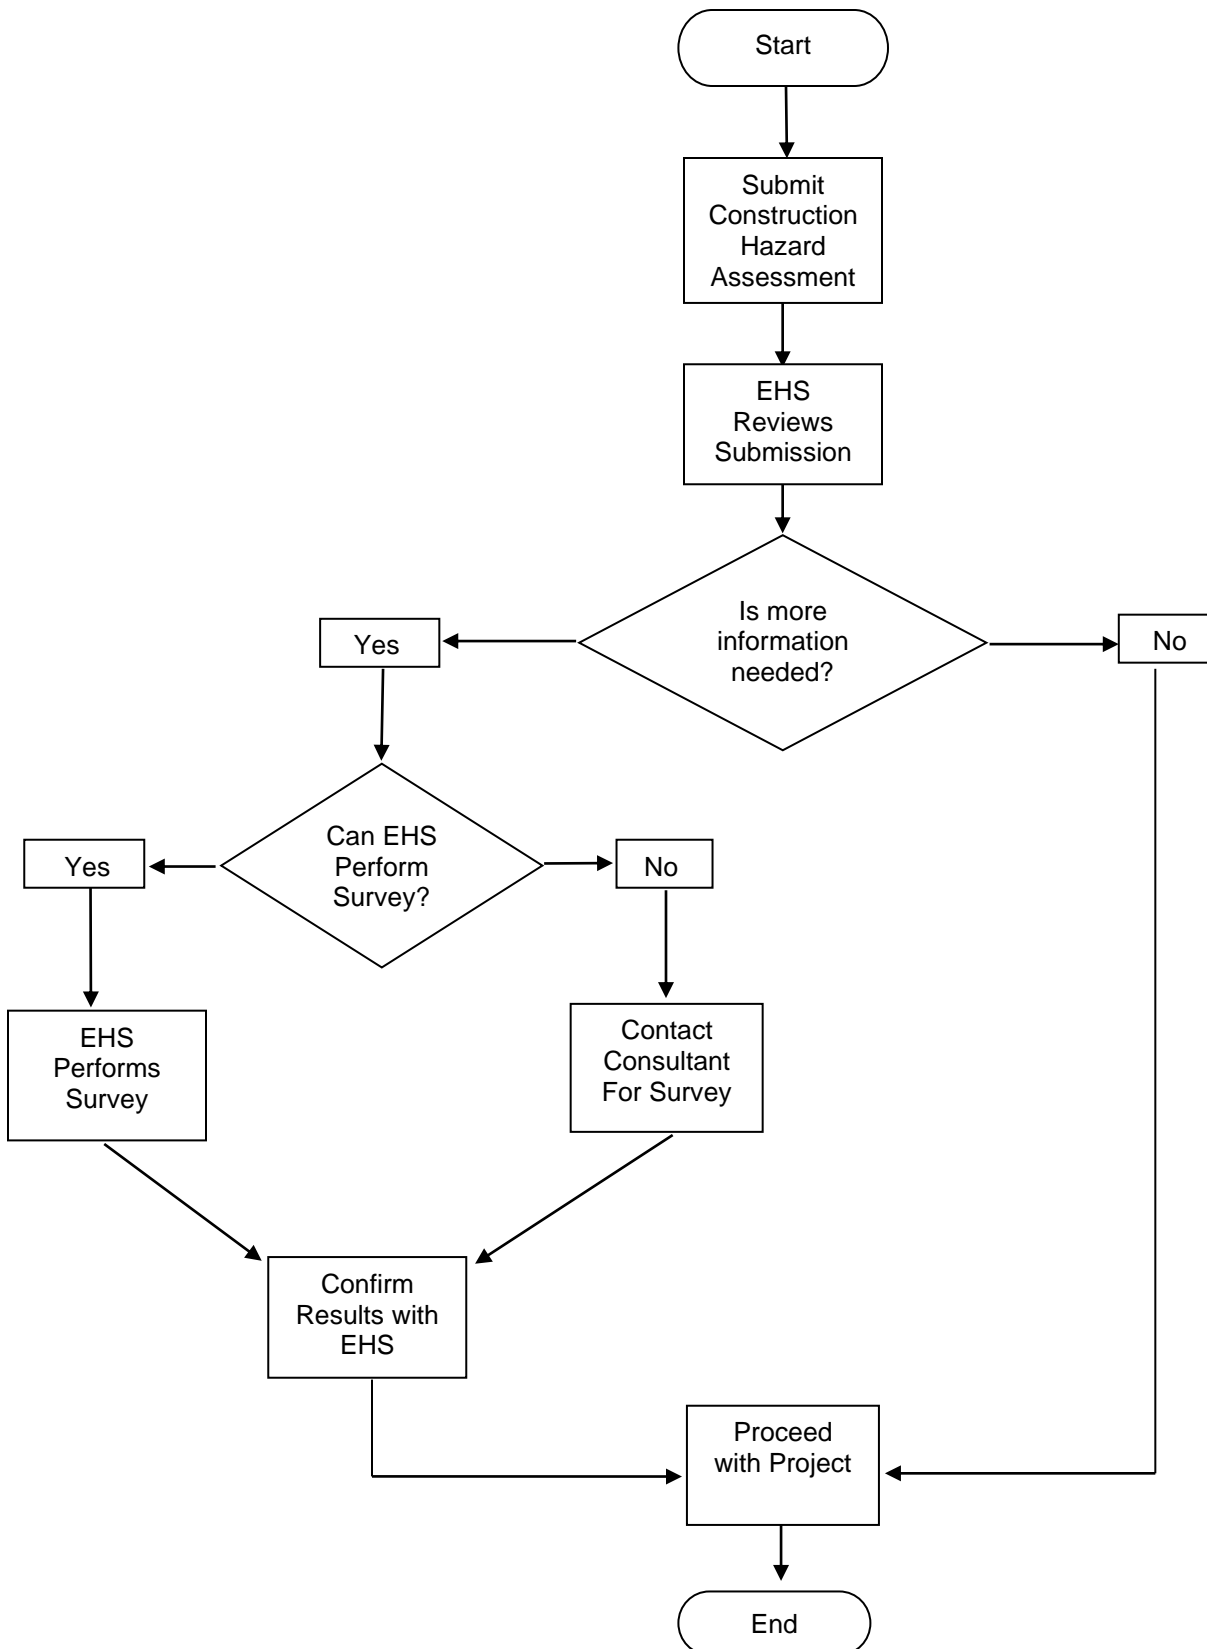 Start
Submit
Construction
Hazard
Assessment
EHS
Reviews
Submission
Is more
information
needed?
Yes
No
Can EHS
Perform
Survey?
Yes
No
EHS
Performs
Survey
Contact
Consultant
For Survey
Confirm
Results with
EHS
Proceed
with Project
End